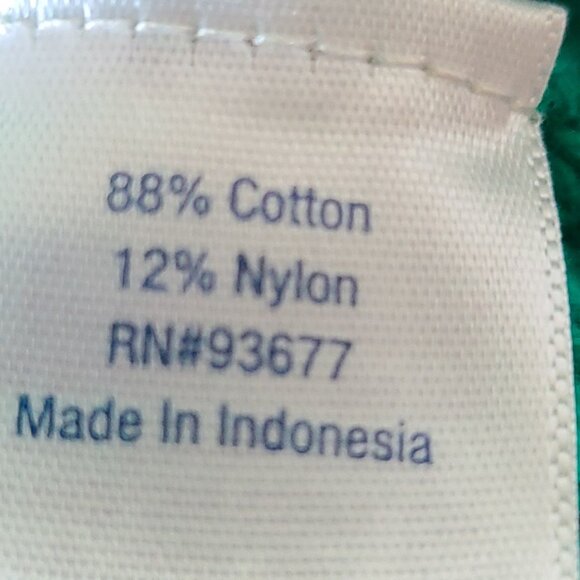 88% Cotton
12% Nylon
RN#93677
Made In Indonesia